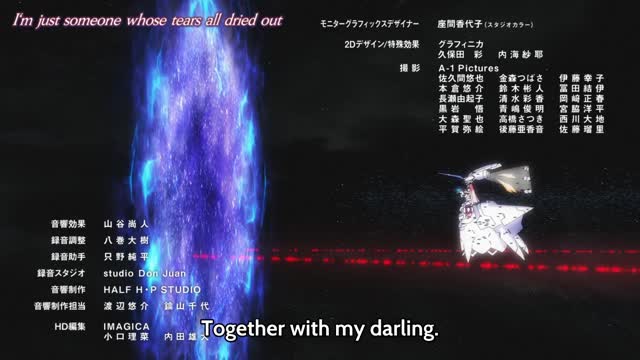 I'm just someone whose tears all dried out
モニターグラフィックスデザイナー 座間香代子(スタジオカラー)
2Dデザイン/特殊効果 グラフィニカ
久保田 彩 内海紗耶
撮影 A-1 Pictures
佐久間悠也 金森つばさ 伊藤幸子
本倉悠介 鈴木彬人 冨田結伊
長瀬由起子 清水彩香 岡﨑正春
黒岩 悟 青嶋俊明 宮脇洋平
大森聖也 高橋さつき 西川大地
平賀弥絵 後藤亜香音 佐藤瑠里
音響効果 山谷尚人
録音調整 八巻大樹
録音助手 只野純平
録音スタジオ studio Don Juan
音響制作 HALF H・P STUDIO
音響制作担当 渡辺悠介 鎗山千代
HD編集 IMAGICA
小口理菜 内田雄
Together with my darling.